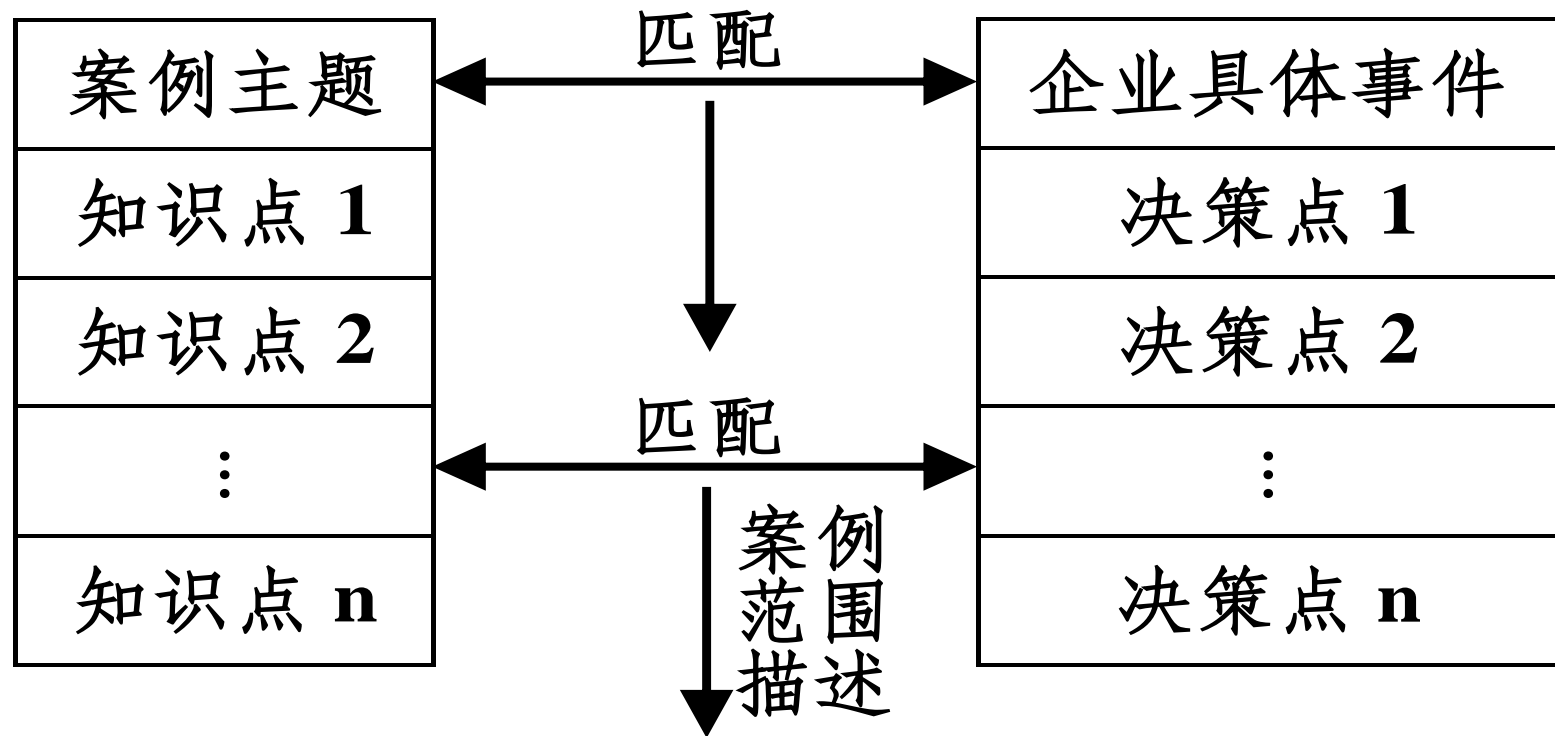 案例主题
知识点 1
知识点 2
⋮
知识点 n
匹配
匹配
案例
范围
描述
企业具体事件
决策点 1
决策点 2
⋮
决策点 n